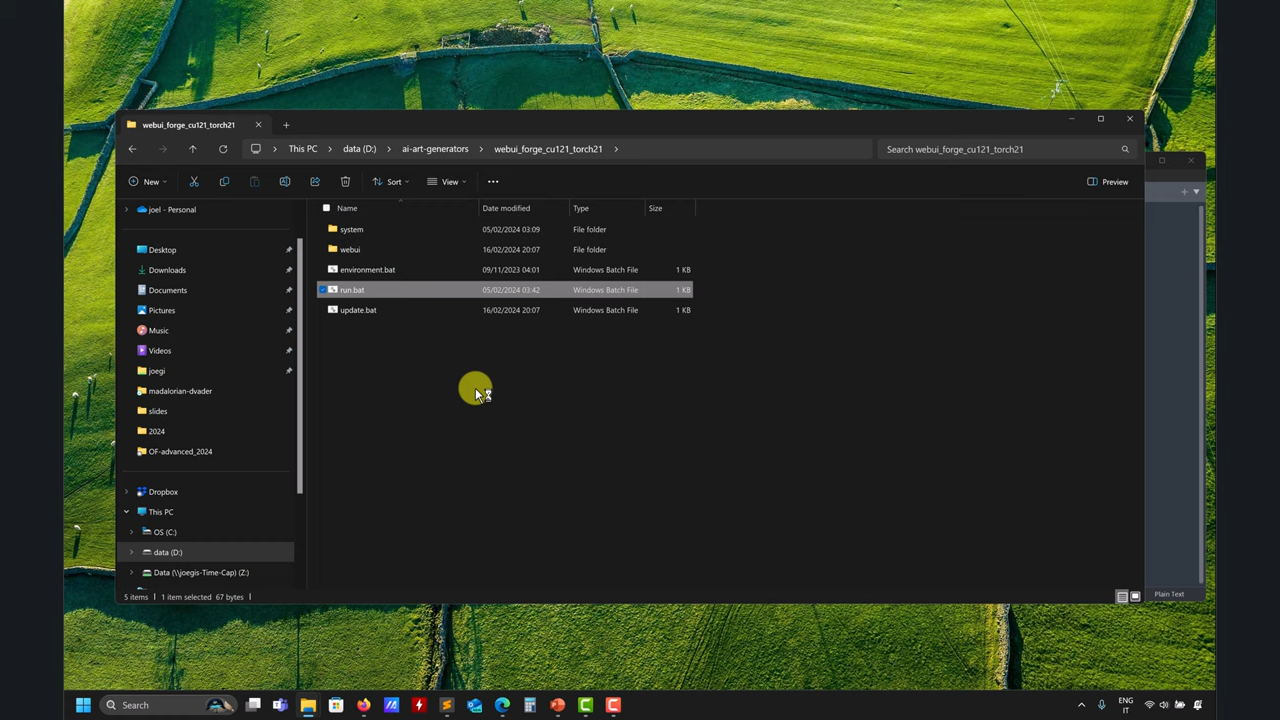 webui_forge_cu121_torch21
This PC
data (D:)
ai-art-generators
webui_forge_cu121_torch21
Search webui_forge_cu121_torch21
New
Sort
View
Preview
joel - Personal
Desktop
Downloads
Documents
Pictures
Music
Videos
joegi
madalorian-dvader
slides
2024
OF-advanced_2024
Dropbox
This PC
OS (C:)
data (D:)
Data (\\joegis-Time-Cap) (Z:)
Name Date modified Type Size
system 05/02/2024 03:09 File folder
webui 16/02/2024 20:07 File folder
environment.bat 09/11/2023 04:01 Windows Batch File 1 KB
run.bat 05/02/2024 03:42 Windows Batch File 1 KB
update.bat 16/02/2024 20:07 Windows Batch File 1 KB
5 items 1 item selected 67 bytes
Plain Text
Search
ENG
IT